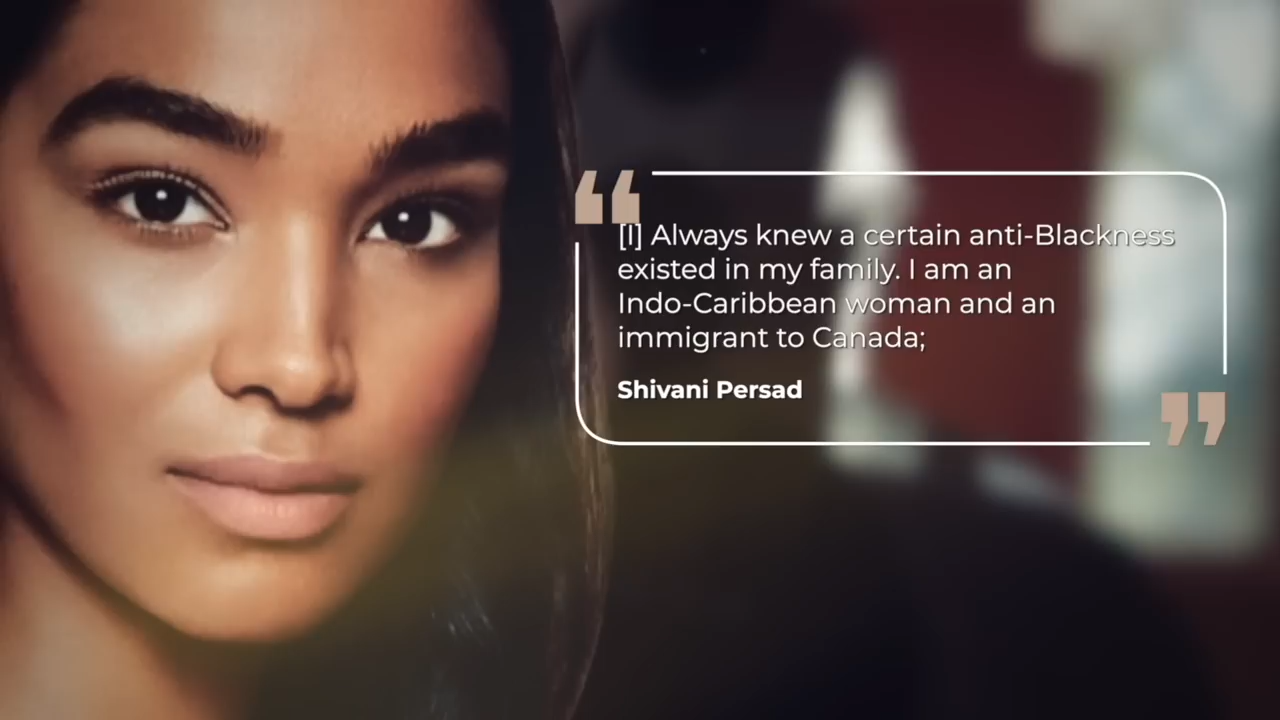 “
[I] Always knew a certain anti-Blackness
existed in my family. I am an
Indo-Caribbean woman and an
immigrant to Canada;
Shivani Persad
”